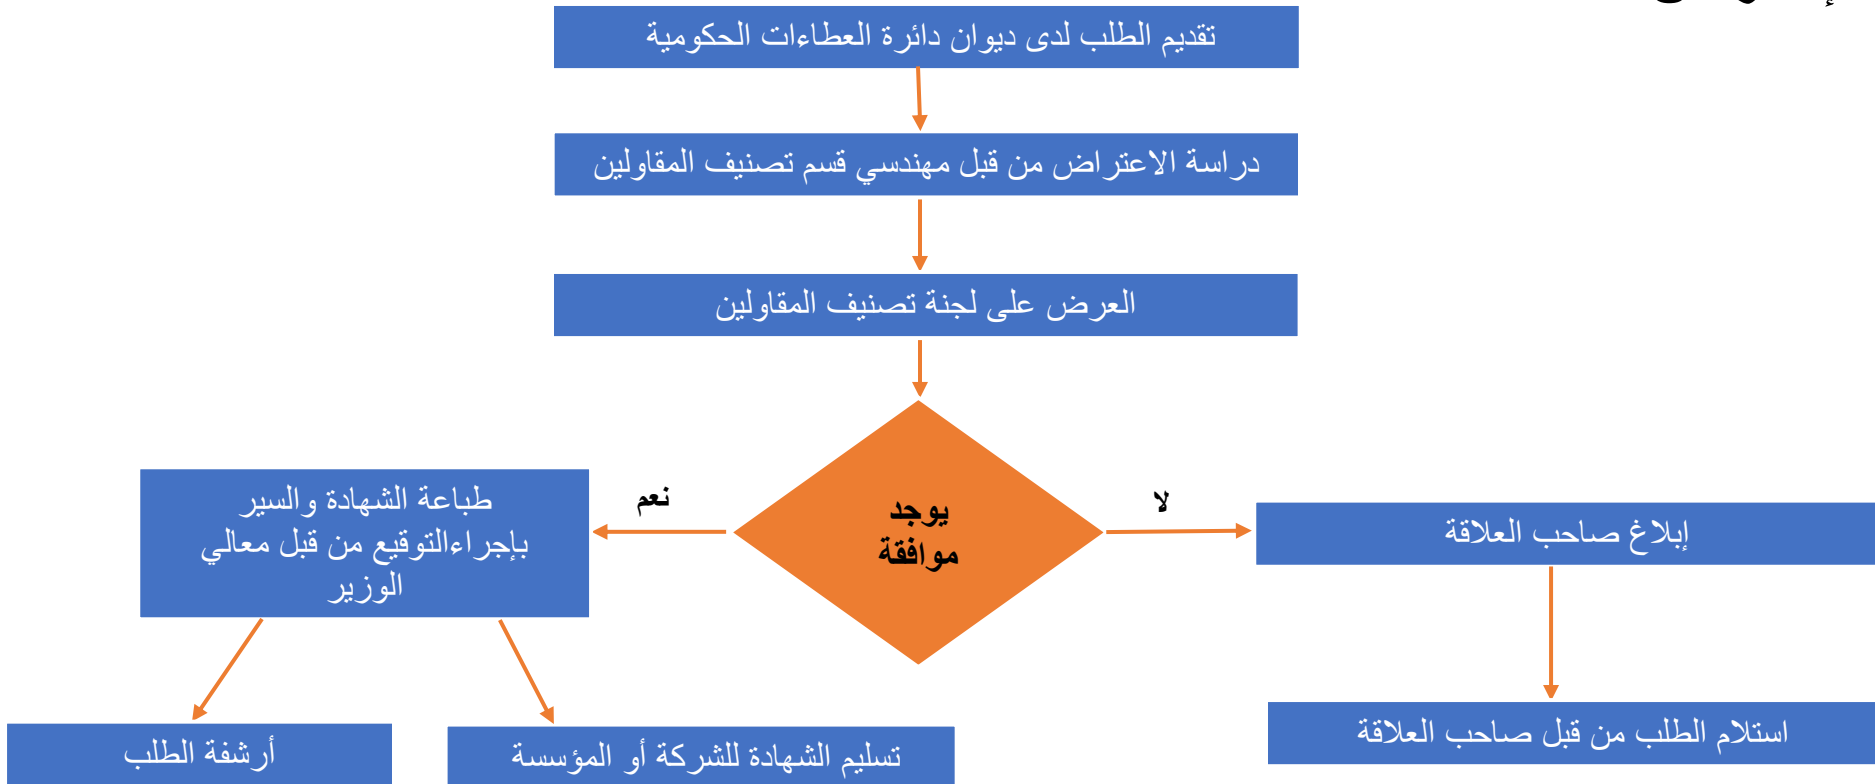 تقديم الطلب لدى ديوان دائرة العطاءات الحكومية
دراسة الاعتراض من قبل مهندسي قسم تصنيف المقاولين
العرض على لجنة تصنيف المقاولين
يوجد
موافقة
لا
نعم
إبلاغ صاحب العلاقة
طباعة الشهادة والسير
بإجراءالتوقيع من قبل معالي
الوزير
استلام الطلب من قبل صاحب العلاقة
تسليم الشهادة للشركة أو المؤسسة
أرشفة الطلب